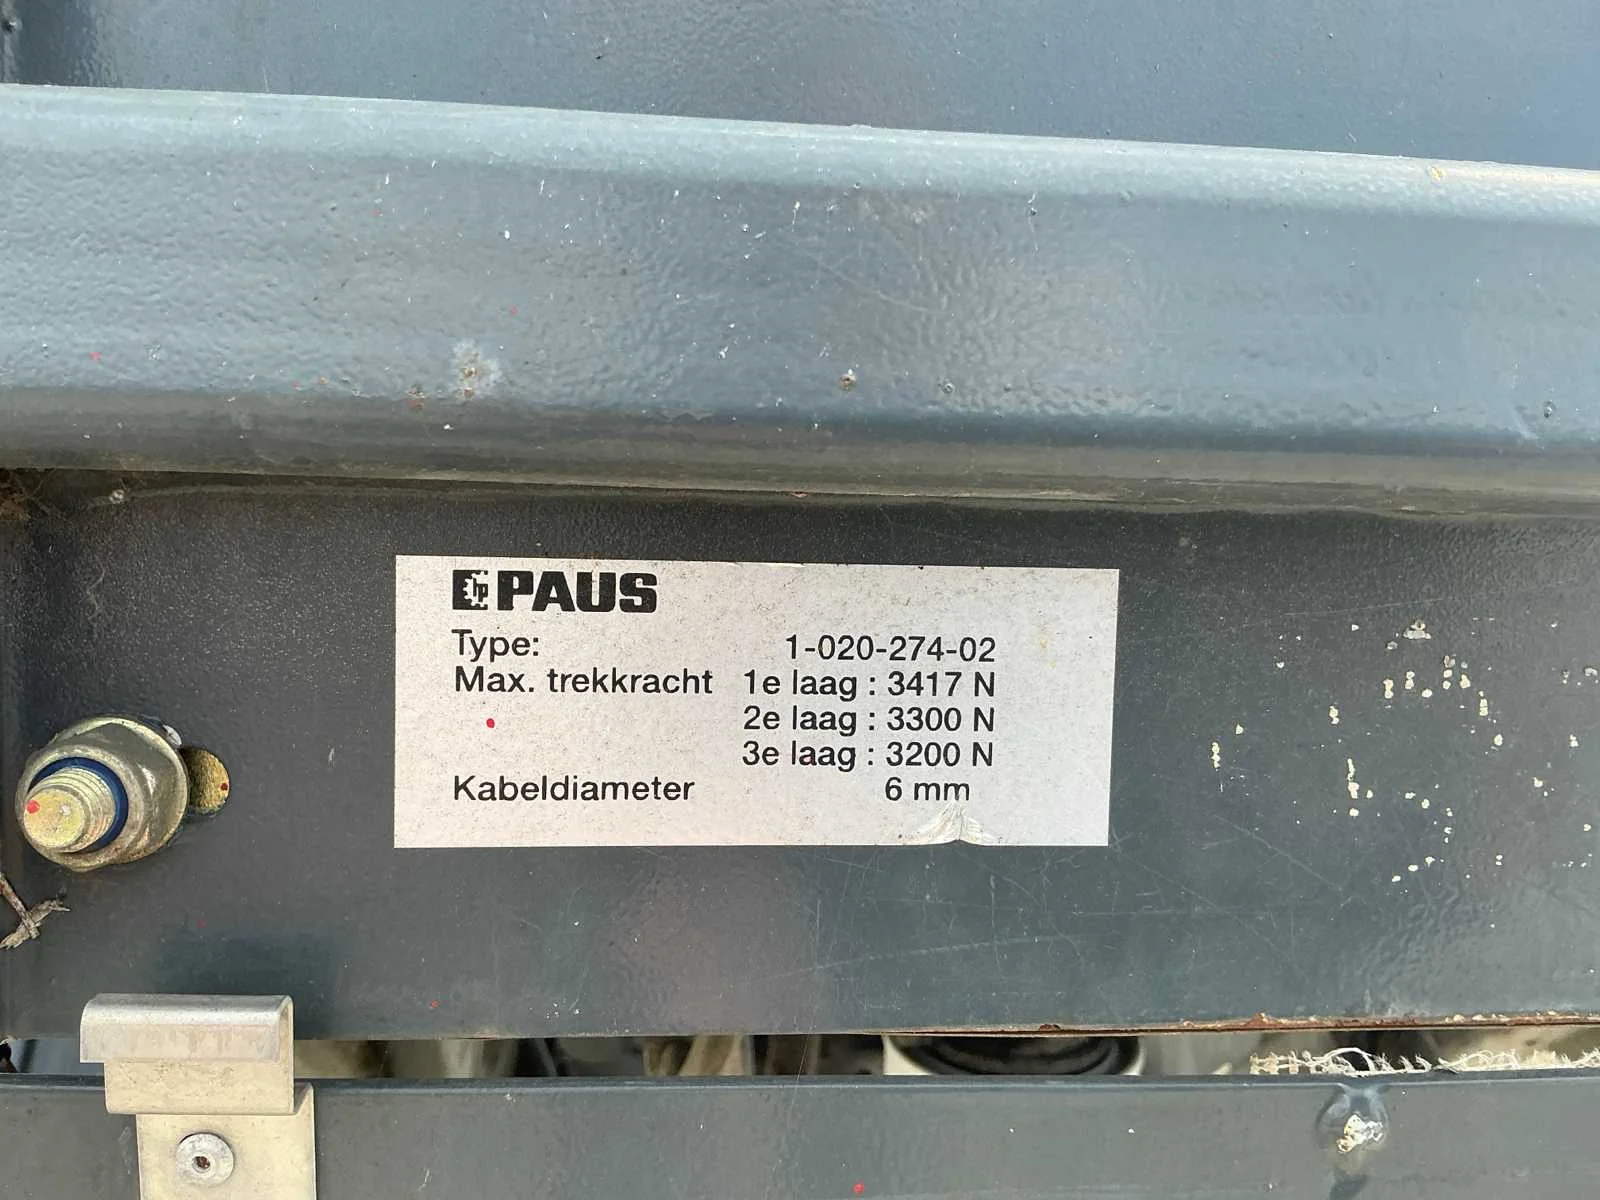 hp PAUS
Type: 1-020-274-02
Max. trekkracht 1e laag : 3417 N
2e laag : 3300 N
3e laag : 3200 N
Kabeldiameter 6 mm